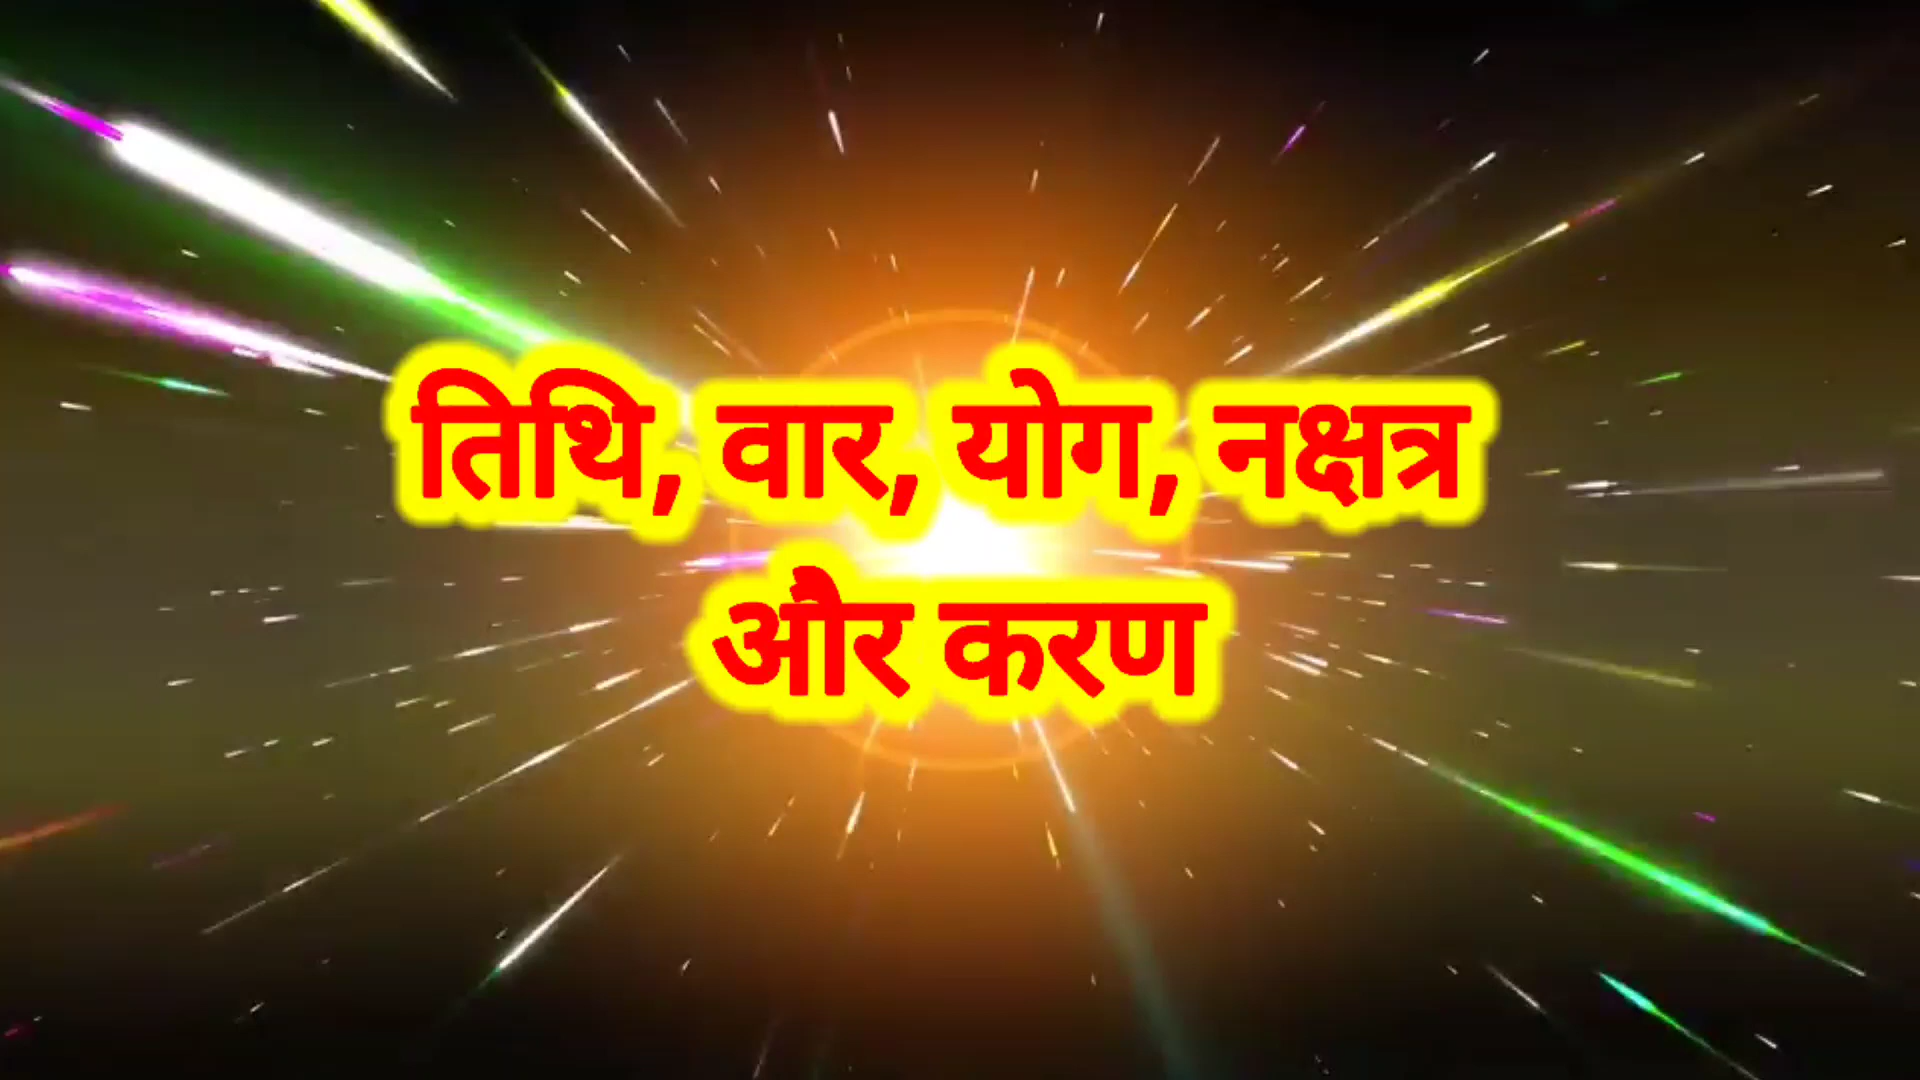 तिथि, वार, योग, नक्षत्र
और करण